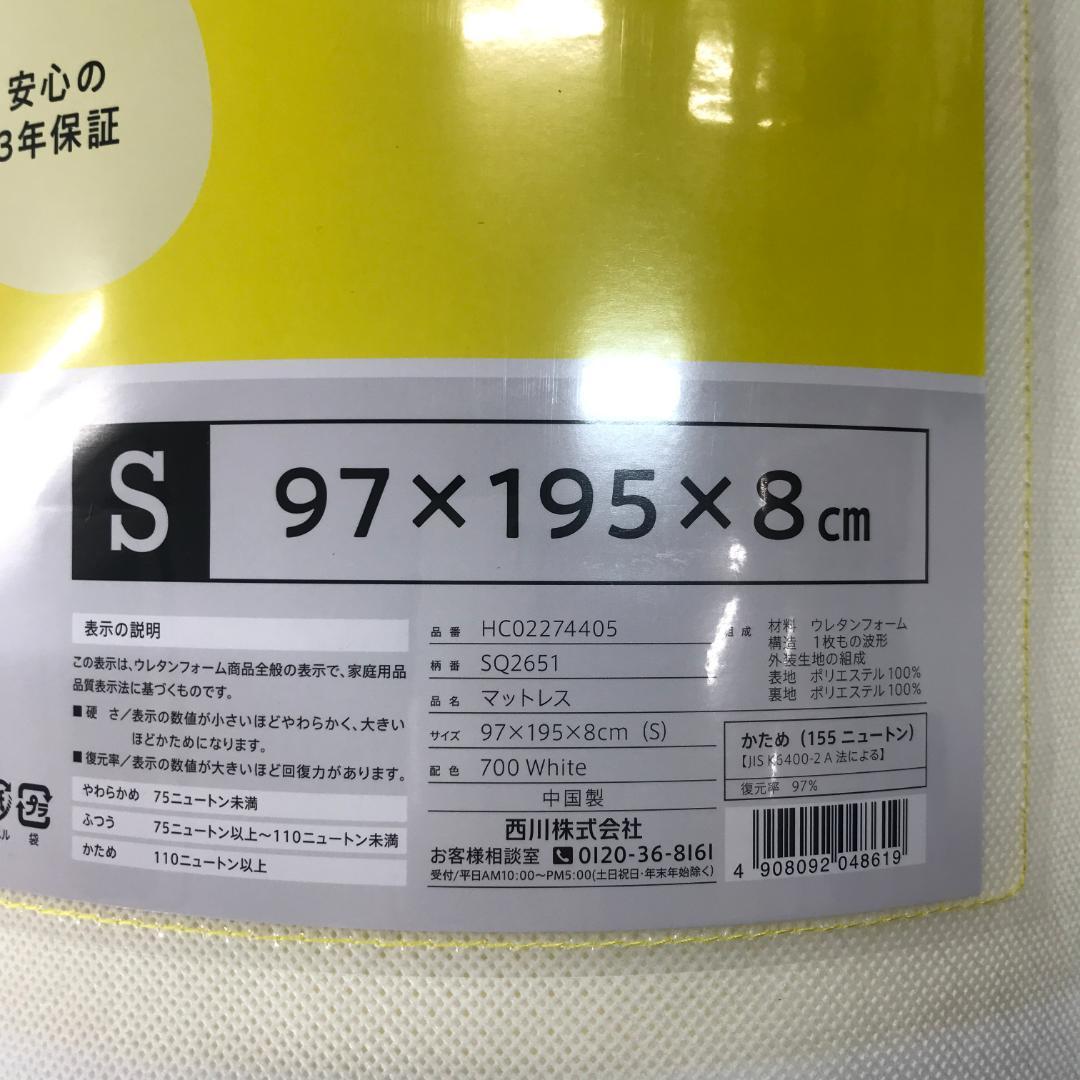 安心の
3年保証
S 97×195×8cm
表示の説明
この表示は、ウレタンフォーム商品全般の表示で、家庭用品
品質表示法に基づくものです。
■硬 さ/表示の数値が小さいほどやわらかく、大きい
ほどかためになります。
■復元率/表示の数値が大きいほど回復力があります。
やわらかめ 75ニュートン未満
ふつう 75ニュートン以上〜110ニュートン未満
かため 110ニュートン以上
プラ
袋
品番 HC02274405
柄番 SQ2651
品名 マットレス
サイズ 97×195×8cm (S)
配色 700 White
中国製
西川株式会社
お客様相談室 0120-36-8161
受付/平日AM10:00〜PM5:00(土日祝日・年末年始除く)
組成 材料 ウレタンフォーム
構造 1枚もの波形
外装生地の組成
表地 ポリエステル100%
裏地 ポリエステル100%
かため(155ニュートン)
【JIS K6400-2 A法による】
復元率 97%
4 908092 048619